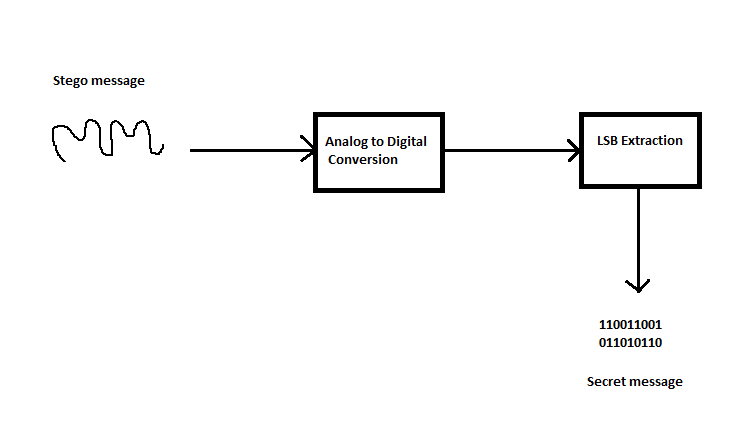 Stego message
Analog to Digital
Conversion
LSB Extraction
110011001
011010110
Secret message